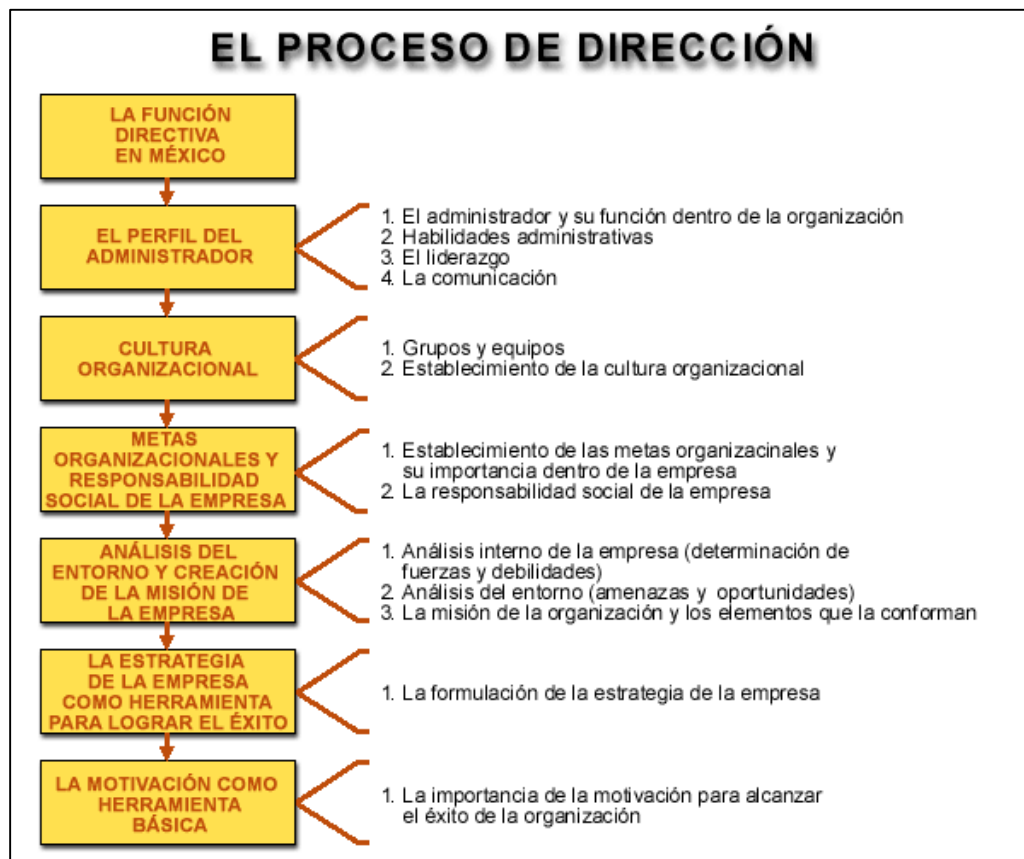 EL PROCESO DE DIRECCIÓN
LA FUNCIÓN
DIRECTIVA
EN MÉXICO
EL PERFIL DEL
ADMINISTRADOR
1. El administrador y su función dentro de la organización
2. Habilidades administrativas
3. El liderazgo
4. La comunicación
CULTURA
ORGANIZACIONAL
1. Grupos y equipos
2. Establecimiento de la cultura organizacional
METAS
ORGANIZACIONALES Y
RESPONSABILIDAD
SOCIAL DE LA EMPRESA
1. Establecimiento de las metas organizacinales y
su importancia dentro de la empresa
2. La responsabilidad social de la empresa
ANÁLISIS DEL
ENTORNO Y CREACIÓN
DE LA MISIÓN DE
LA EMPRESA
1. Análisis interno de la empresa (determinación de
fuerzas y debilidades)
2. Análisis del entorno (amenazas y oportunidades)
3. La misión de la organización y los elementos que la conforman
LA ESTRATEGIA
DE LA EMPRESA
COMO HERRAMIENTA
PARA LOGRAR EL ÉXITO
1. La formulación de la estrategia de la empresa
LA MOTIVACIÓN COMO
HERRAMIENTA
BÁSICA
1. La importancia de la motivación para alcanzar
el éxito de la organización